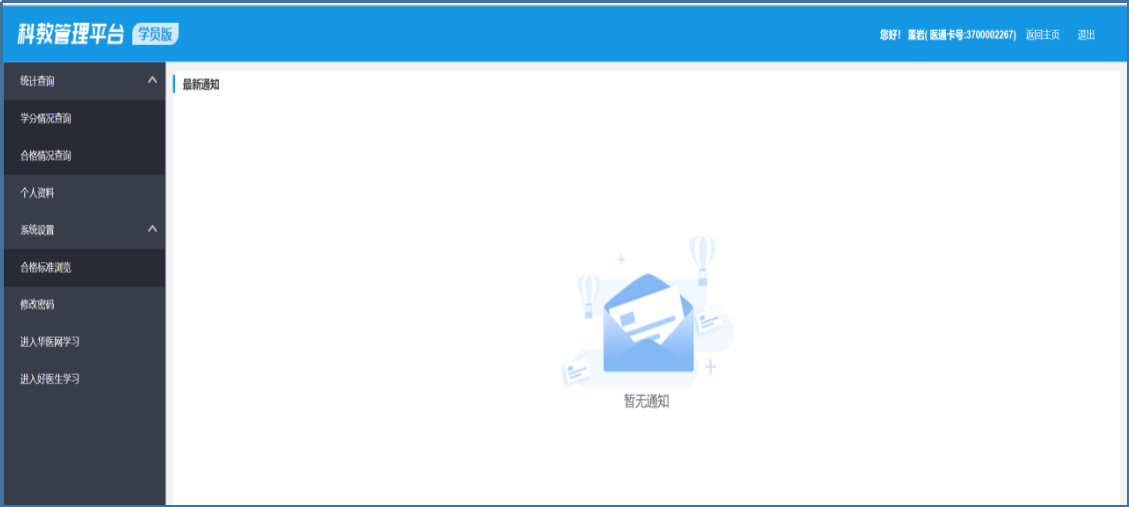 科教管理平台 学员版
您好! 董岩( 医通卡号:3700002267) 返回主页 退出
统计查询
最新通知
学分情况查询
合格情况查询
个人资料
系统设置
合格标准浏览
修改密码
进入华医网学习
进入好医生学习
暂无通知